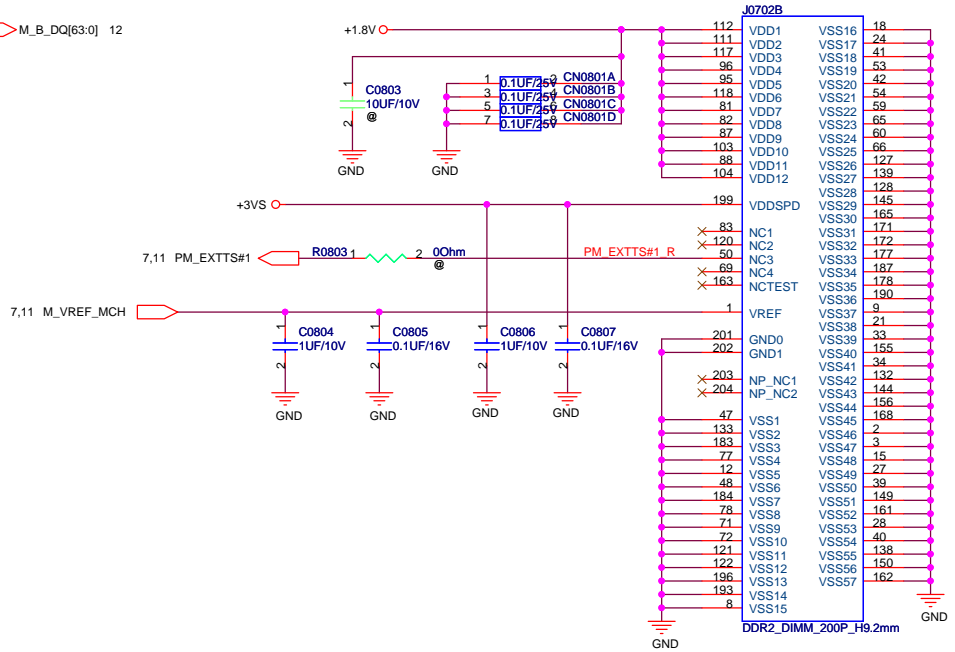 M_B_DQ[63:0] 12
J0702B
+1.8V
112 VDD1 VSS16 18
111 VDD2 VSS17 24
117 VDD3 VSS18 41
96 VDD4 VSS19 53
95 VDD5 VSS20 42
118 VDD6 VSS21 54
81 VDD7 VSS22 59
82 VDD8 VSS23 65
87 VDD9 VSS24 60
103 VDD10 VSS25 66
88 VDD11 VSS26 127
104 VDD12 VSS27 139
VSS28 128
199 VDDSPD VSS29 145
VSS30 165
83 NC1 VSS31 171
120 NC2 VSS32 172
50 NC3 VSS33 177
69 NC4 VSS34 187
163 NCTEST VSS35 178
VSS36 190
1 VREF VSS37 9
VSS38 21
201 GND0 VSS39 33
202 GND1 VSS40 155
VSS41 34
203 NP_NC1 VSS42 132
204 NP_NC2 VSS43 144
VSS44 156
47 VSS1 VSS45 168
133 VSS2 VSS46 2
183 VSS3 VSS47 3
77 VSS4 VSS48 15
12 VSS5 VSS49 27
48 VSS6 VSS50 39
184 VSS7 VSS51 149
78 VSS8 VSS52 161
71 VSS9 VSS53 28
72 VSS10 VSS54 40
121 VSS11 VSS55 138
122 VSS12 VSS56 150
196 VSS13 VSS57 162
193 VSS14
8 VSS15
DDR2_DIMM_200P_H9.2mm
GND
GND
1
C0803
10UF/10V
@
2
GND
1 0.1UF/25V 2 CN0801A
3 0.1UF/25V 4 CN0801B
5 0.1UF/25V 6 CN0801C
7 0.1UF/25V 8 CN0801D
GND
+3VS
7,11 PM_EXTTS#1 R0803 1 2 0Ohm PM_EXTTS#1_R
@
7,11 M_VREF_MCH
1 C0804 1 C0805 1 C0806 1 C0807
1UF/10V 0.1UF/16V 1UF/10V 0.1UF/16V
2 2 2 2
GND GND GND GND